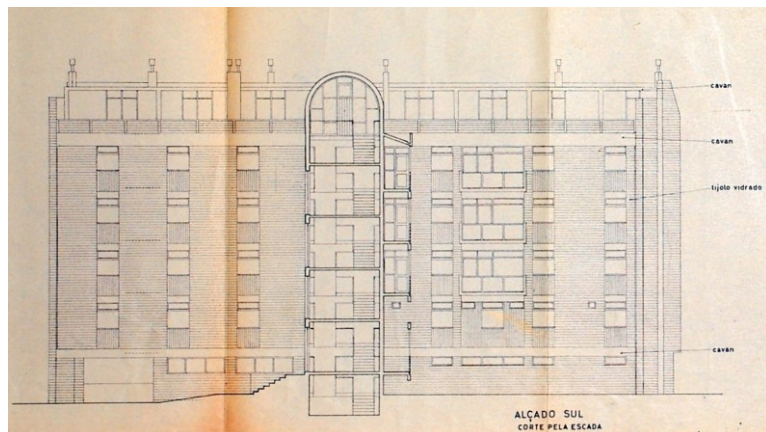 cavan
cavan
tijolo vidrado
cavan
ALÇADO SUL
CORTE PELA ESCADA